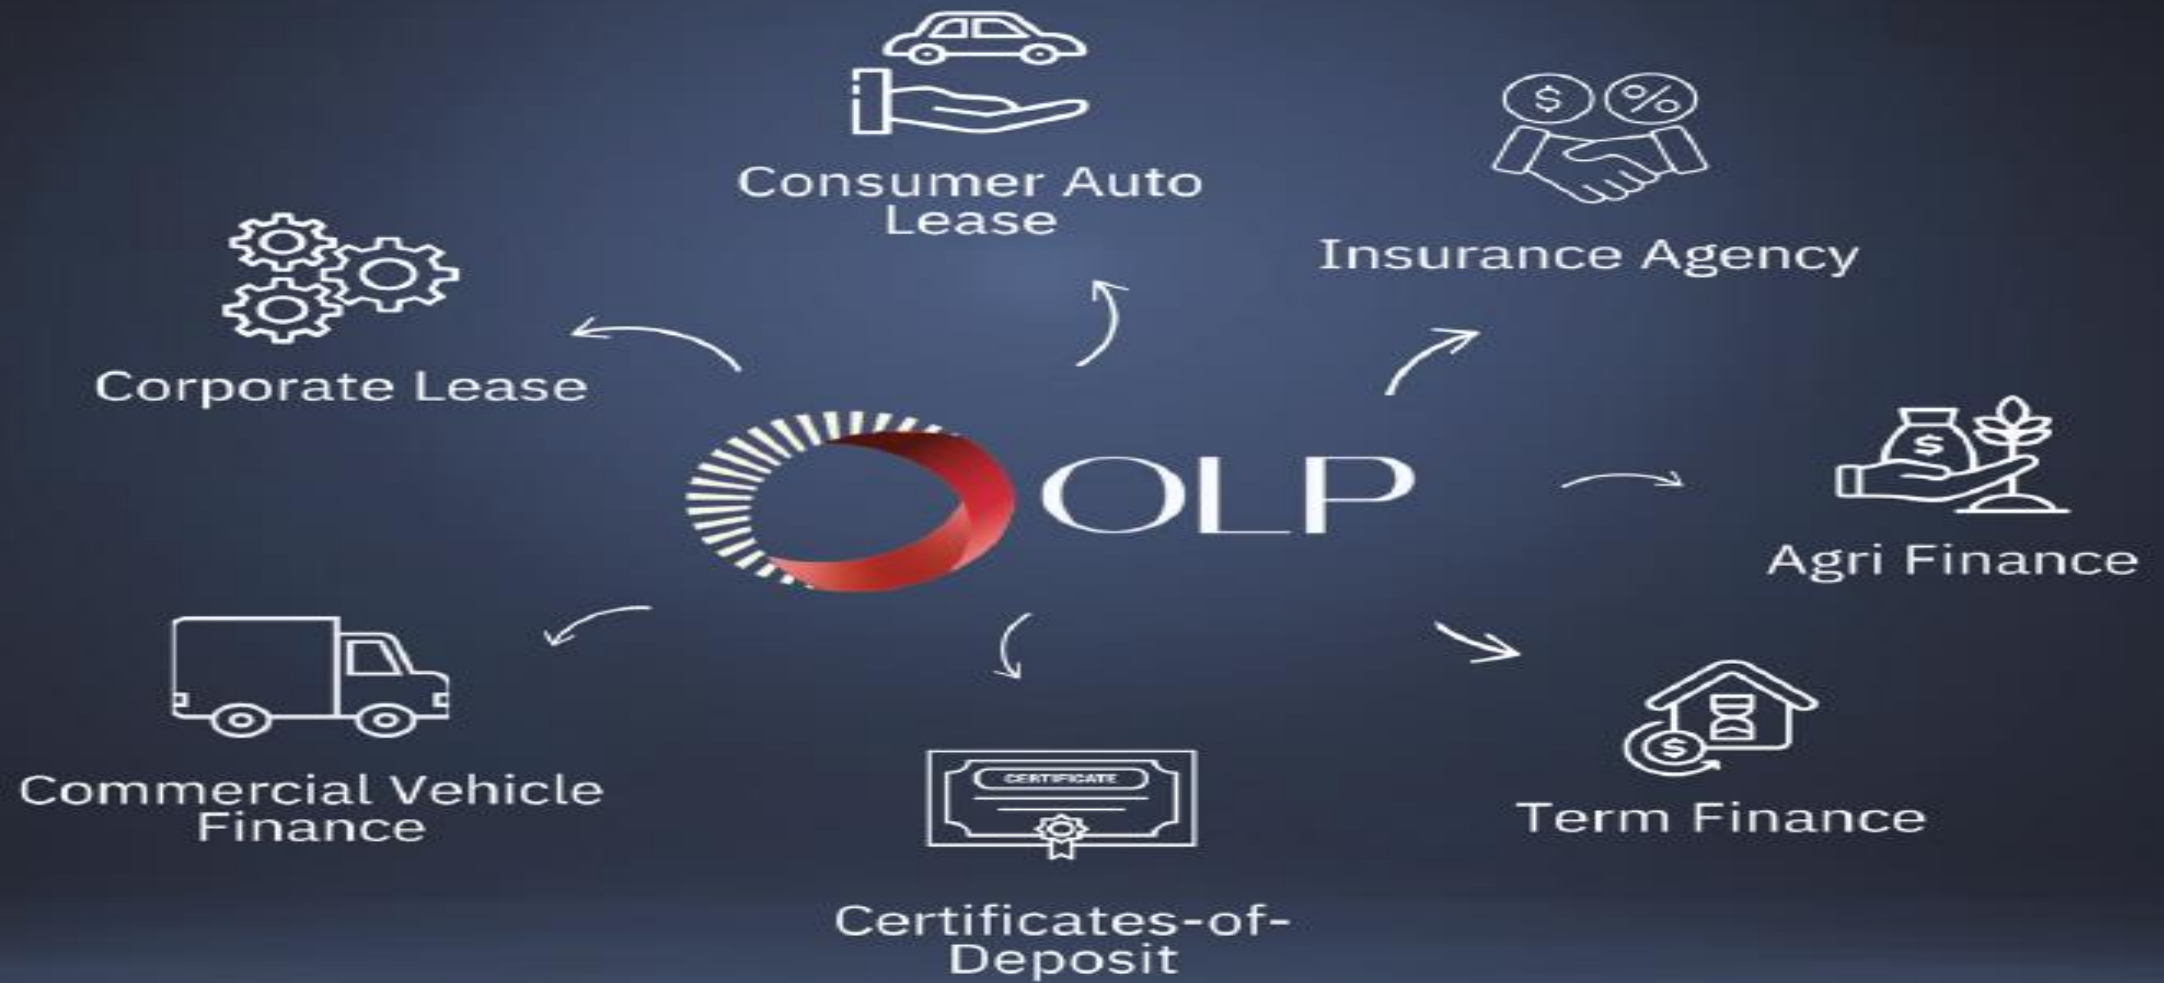 Consumer Auto
Lease
$ %
Insurance Agency
Corporate Lease
OLP
$
Agri Finance
Commercial Vehicle
Finance
CERTIFICATE
Certificates-of-
Deposit
$
Term Finance